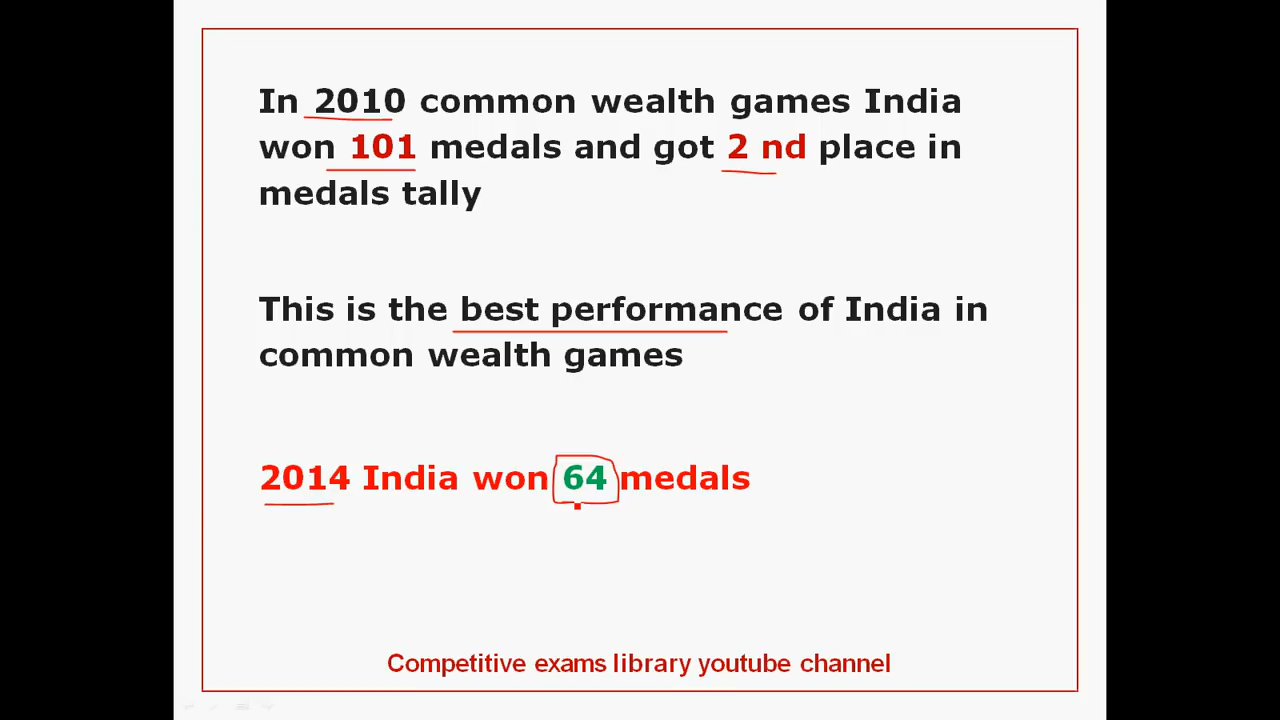 In 2010 common wealth games India
won 101 medals and got 2 nd place in
medals tally
This is the best performance of India in
common wealth games
2014 India won 64 medals
Competitive exams library youtube channel